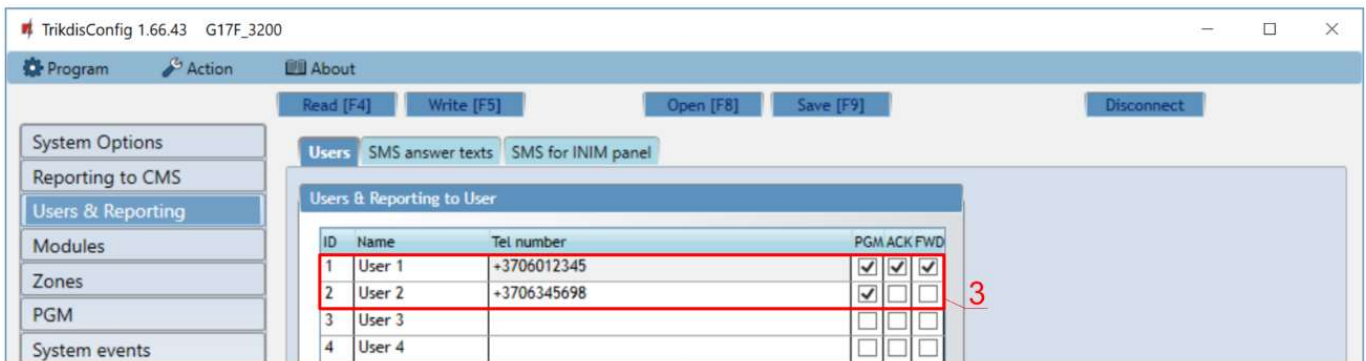 TrikdisConfig 1.66.43 G17F_3200
Program Action About
Read [F4] Write [F5] Open [F8] Save [F9] Disconnect
System Options
Reporting to CMS
Users & Reporting
Modules
Zones
PGM
System events
Users SMS answer texts SMS for INIM panel
Users & Reporting to User
ID Name Tel number PGM ACK FWD
1 User 1 +3706012345
2 User 2 +3706345698
3 User 3
4 User 4
3